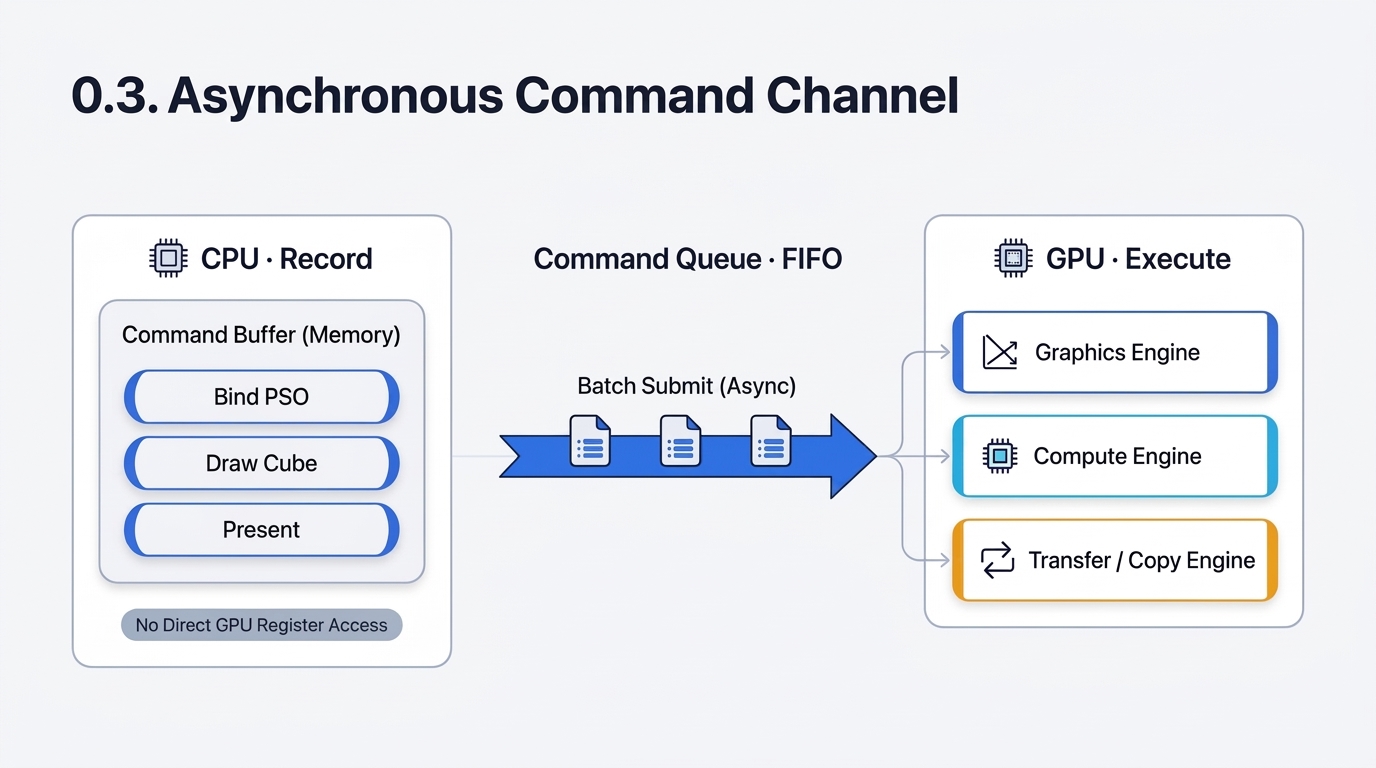 0.3. Asynchronous Command Channel
CPU · Record
Command Buffer (Memory)
Bind PSO
Draw Cube
Present
No Direct GPU Register Access
Command Queue · FIFO
Batch Submit (Async)
GPU · Execute
Graphics Engine
Compute Engine
Transfer / Copy Engine